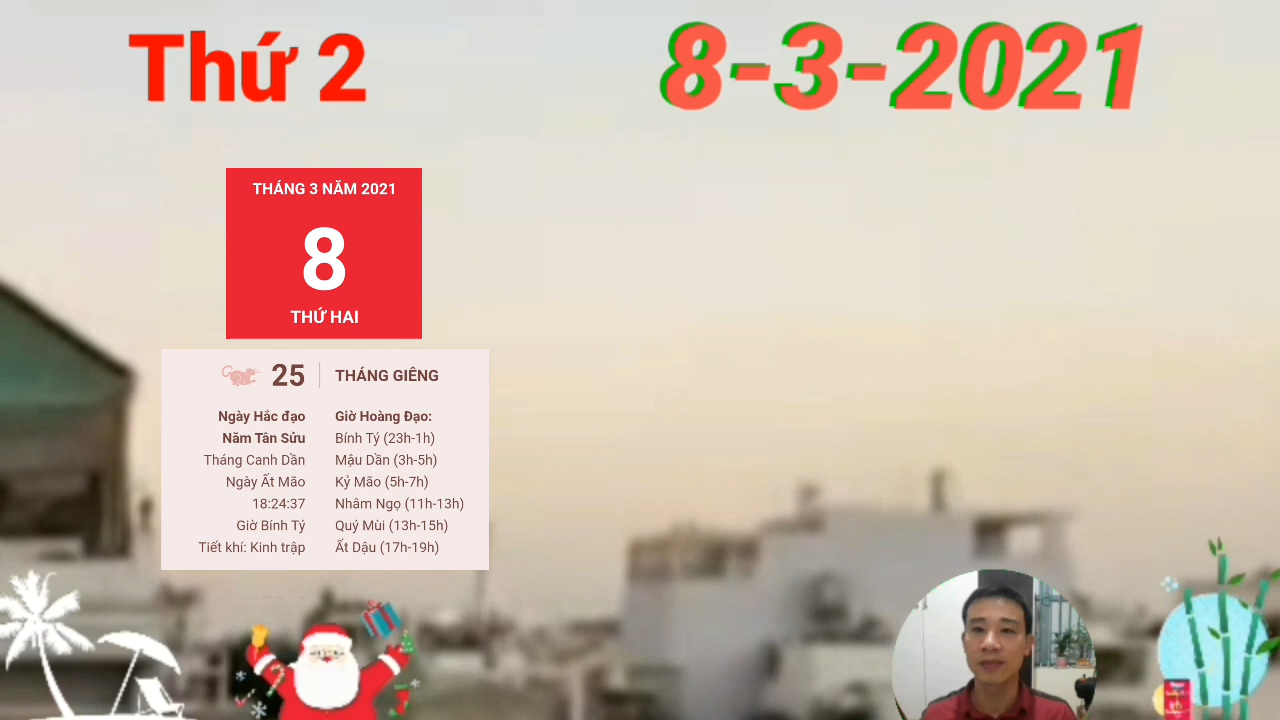 Thứ 2
8-3-2021
THÁNG 3 NĂM 2021
8
THỨ HAI
25
THÁNG GIÊNG
Ngày Hắc đạo
Năm Tân Sửu
Tháng Canh Dần
Ngày Ất Mão
18:24:37
Giờ Bính Tý
Tiết khí: Kinh trập
Giờ Hoàng Đạo:
Bính Tý (23h-1h)
Mậu Dần (3h-5h)
Kỷ Mão (5h-7h)
Nhâm Ngọ (11h-13h)
Quý Mùi (13h-15h)
Ất Dậu (17h-19h)